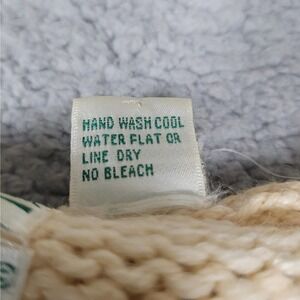 HAND WASH COOL
WATER FLAT OR
LINE DRY
NO BLEACH